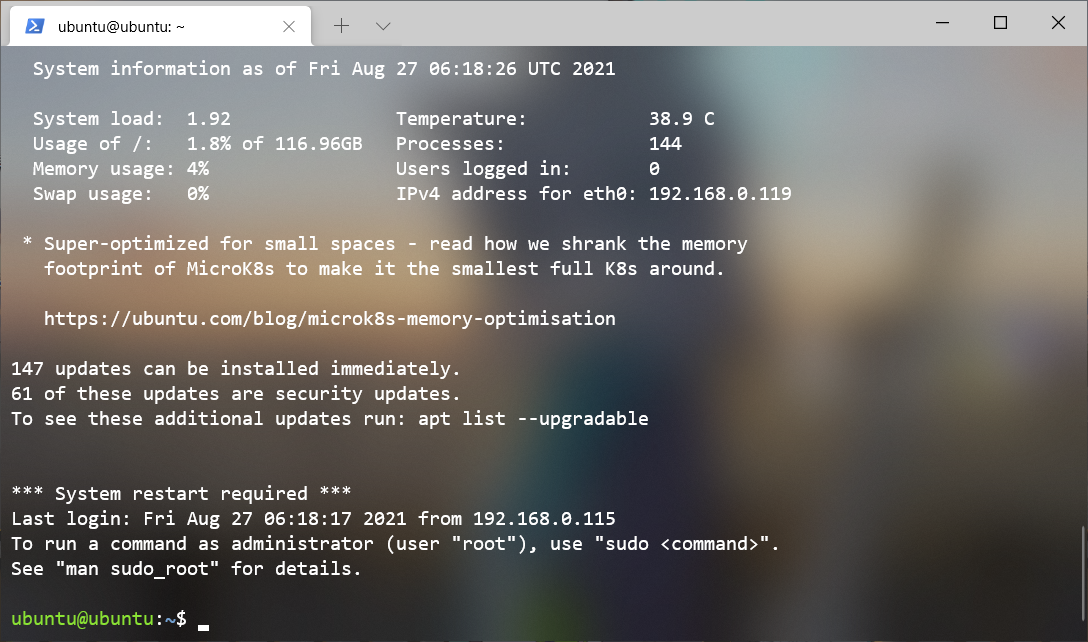 ubuntu@ubuntu: ~
System information as of Fri Aug 27 06:18:26 UTC 2021
System load:  1.92               Temperature:           38.9 C
Usage of /:   1.8% of 116.96GB   Processes:             144
Memory usage: 4%                 Users logged in:       0
Swap usage:   0%                 IPv4 address for eth0: 192.168.0.119
* Super-optimized for small spaces - read how we shrank the memory
footprint of MicroK8s to make it the smallest full K8s around.
https://ubuntu.com/blog/microk8s-memory-optimisation
147 updates can be installed immediately.
61 of these updates are security updates.
To see these additional updates run: apt list --upgradable
*** System restart required ***
Last login: Fri Aug 27 06:18:17 2021 from 192.168.0.115
To run a command as administrator (user "root"), use "sudo <command>".
See "man sudo_root" for details.
ubuntu@ubuntu:~$